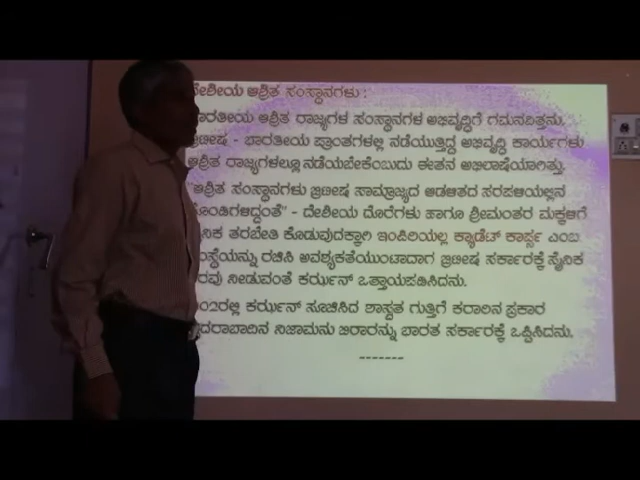 ದೇಶೀಯ ಆಶ್ರಿತ ಸಂಸ್ಥಾನಗಳು :
ಭಾರತೀಯ ಆಶ್ರಿತ ರಾಜ್ಯಗಳ ಸಂಸ್ಥಾನಗಳ ಅಭಿವೃದ್ಧಿಗೆ ಗಮನವಿತ್ತನು.
ಬ್ರಿಟೀಷ - ಭಾರತೀಯ ಪ್ರಾಂತಗಳಲ್ಲಿ ನಡೆಯುತ್ತಿದ್ದ ಅಭಿವೃದ್ಧಿ ಕಾರ್ಯಗಳು
ಆಶ್ರಿತ ರಾಜ್ಯಗಳಲ್ಲೂ ನಡೆಯಬೇಕೆಂಬುದು ಈತನ ಅಭಿಲಾಷೆಯಾಗಿತ್ತು.
"ಆಶ್ರಿತ ಸಂಸ್ಥಾನಗಳು ಬ್ರಿಟೀಷ ಸಾಮ್ರಾಜ್ಯದ ಆಡಳಿತದ ಸರಪಳಿಯಲ್ಲಿನ
ಕೊಂಡಿಗಳಿದ್ದಂತೆ" - ದೇಶೀಯ ದೊರೆಗಳು ಹಾಗೂ ಶ್ರೀಮಂತರ ಮಕ್ಕಳಿಗೆ
ಸೈನಿಕ ತರಬೇತಿ ಕೊಡುವುದಕ್ಕಾಗಿ ಇಂಪಿರಿಯಲ್ಲ ಕ್ಯಾಡೆಟ್ ಕಾರ್ಪ್ಸ ಎಂಬ
ಸಂಸ್ಥೆಯನ್ನು ರಚಿಸಿ ಅವಶ್ಯಕತೆಯುಂಟಾದಾಗ ಬ್ರಿಟೀಷ ಸರ್ಕಾರಕ್ಕೆ ಸೈನಿಕ
ನೆರವು ನೀಡುವಂತೆ ಕರ್ಝನ್ ಒತ್ತಾಯಪಡಿಸಿದನು.
02ರಲ್ಲಿ ಕರ್ಝನ್ ಸೂಚಿಸಿದ ಶಾಸ್ವತ ಗುತ್ತಿಗೆ ಕರಾರಿನ ಪ್ರಕಾರ
ದರಾಬಾದಿನ ನಿಜಾಮನು ಬಿರಾರನ್ನು ಭಾರತ ಸರ್ಕಾರಕ್ಕೆ ಒಪ್ಪಿಸಿದನು.
-------